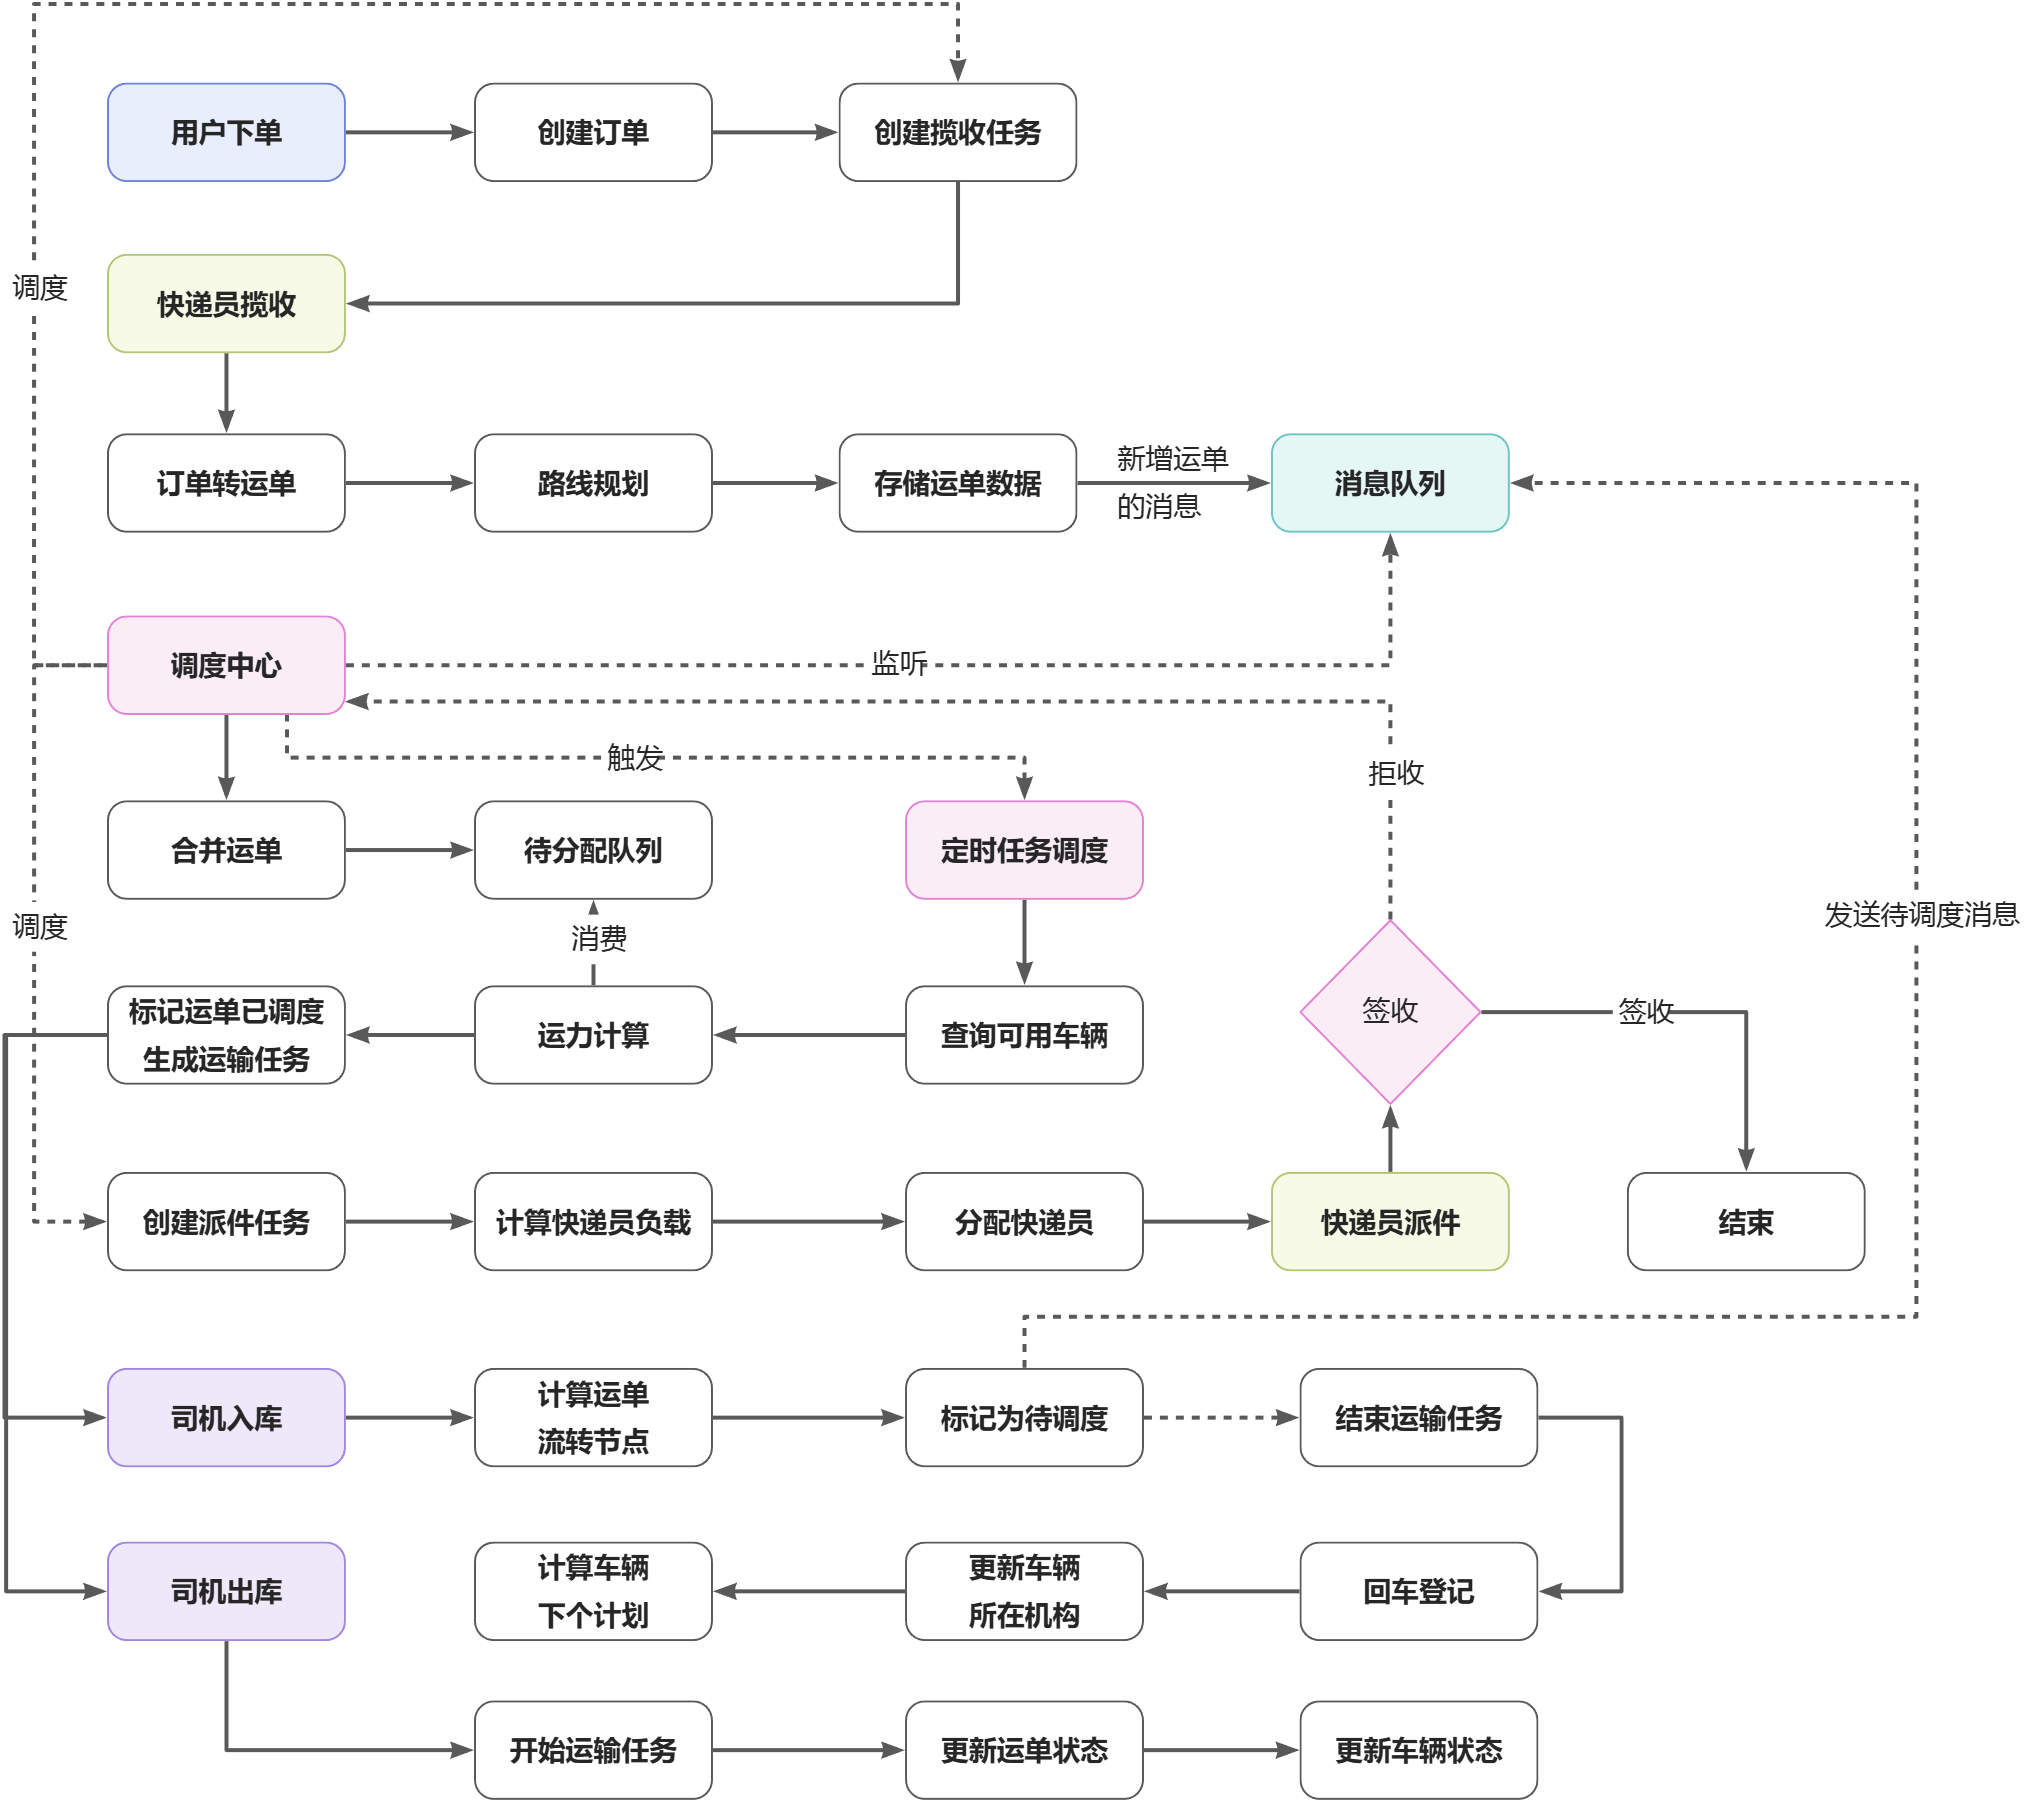 用户下单
创建订单
创建揽收任务
调度
快递员揽收
订单转运单
路线规划
存储运单数据
新增运单
的消息
消息队列
调度中心
监听
触发
拒收
合并运单
待分配队列
定时任务调度
调度
消费
发送待调度消息
标记运单已调度
生成运输任务
运力计算
查询可用车辆
签收
签收
创建派件任务
计算快递员负载
分配快递员
快递员派件
结束
司机入库
计算运单
流转节点
标记为待调度
结束运输任务
司机出库
计算车辆
下个计划
更新车辆
所在机构
回车登记
开始运输任务
更新运单状态
更新车辆状态